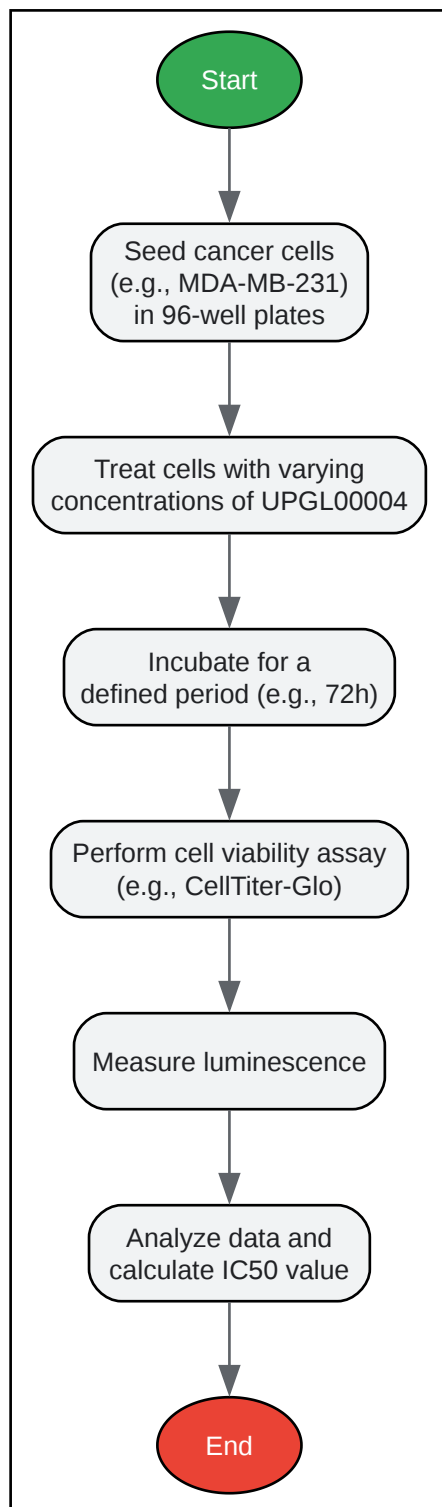 Start
Seed cancer cells
(e.g., MDA-MB-231)
in 96-well plates
Treat cells with varying
concentrations of UPGL00004
Incubate for a
defined period (e.g., 72h)
Perform cell viability assay
(e.g., CellTiter-Glo)
Measure luminescence
Analyze data and
calculate IC50 value
End